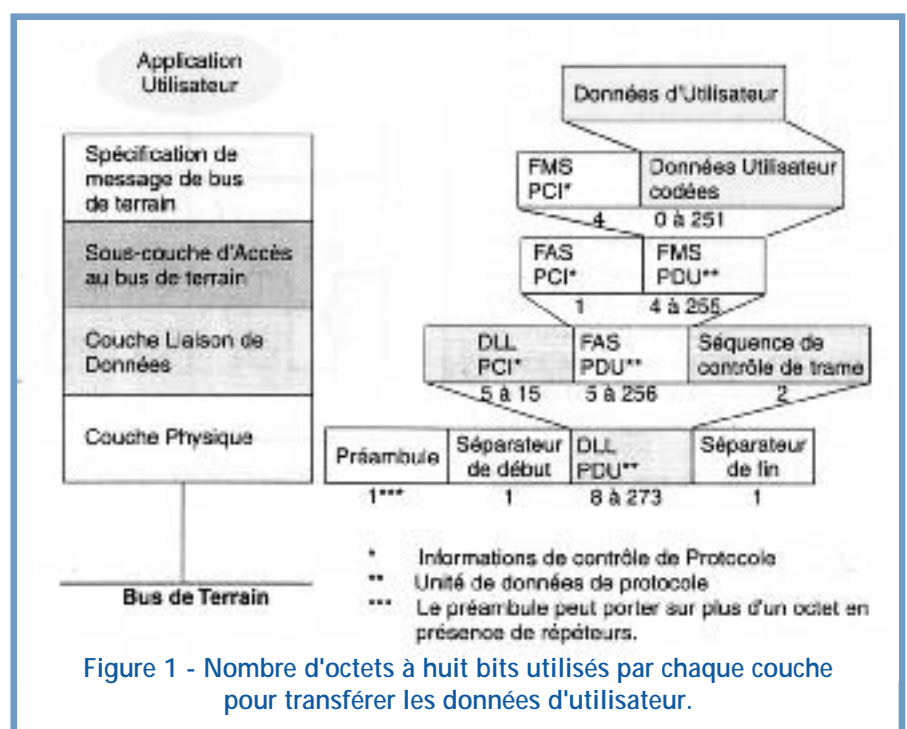 Application
Utilisateur
Spécification de
message de bus
de terrain
Sous-couche d'Accès
au bus de terrain
Couche Liaison de
Données
Couche Physique
Bus de Terrain
Données d'Utilisateur
FMS
PCI*
Données Utilisateur
codées
4
0 à 251
FAS
PCI*
FMS
PDU**
1
4 à 255
DLL
PCI*
FAS
PDU**
Séquence de
contrôle de trame
5 à 15
5 à 256
2
Préambule
Séparateur
de début
DLL
PDU**
Séparateur
de fin
1***
1
8 à 273
1
* Informations de contrôle de Protocole
** Unité de données de protocole
*** Le préambule peut porter sur plus d'un octet en
présence de répéteurs.
Figure 1 - Nombre d'octets à huit bits utilisés par chaque couche
pour transférer les données d'utilisateur.